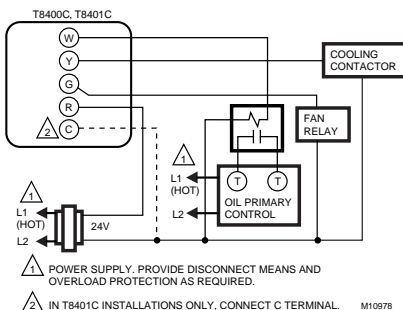 T8400C, T8401C
W
Y
G
R
2 C
COOLING
CONTACTOR
FAN
RELAY
1
L1
(HOT)
L2
T T
OIL PRIMARY
CONTROL
1
L1
(HOT)
L2
24V
1 POWER SUPPLY. PROVIDE DISCONNECT MEANS AND
OVERLOAD PROTECTION AS REQUIRED.
2 IN T8401C INSTALLATIONS ONLY, CONNECT C TERMINAL. M10978